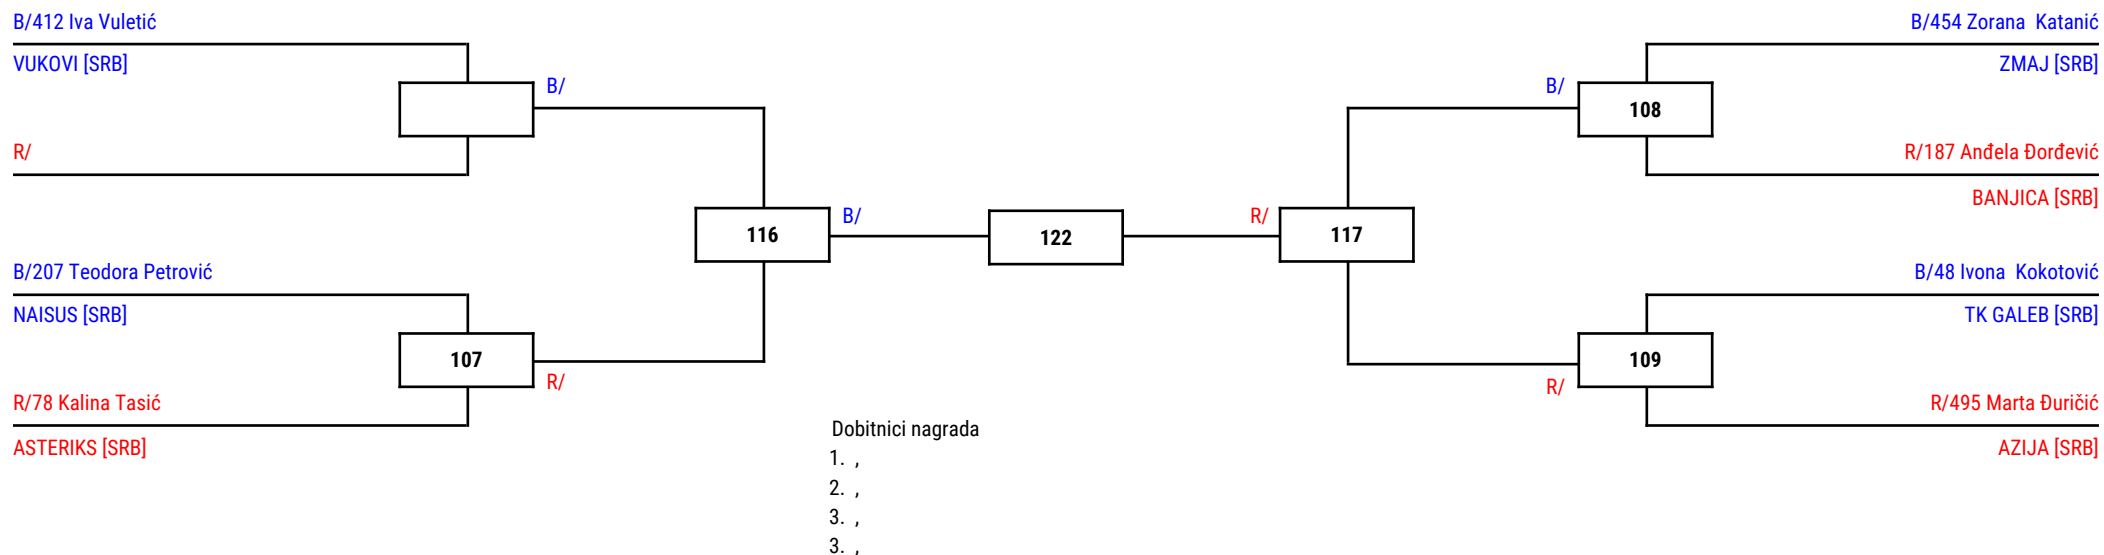 B/412 Iva Vuletić
VUKOVI [SRB]
B/
R/
B/207 Teodora Petrović
NAISUS [SRB]
107
R/
R/78 Kalina Tasić
ASTERIKS [SRB]
116
B/
122
R/
117
B/454 Zorana  Katanić
ZMAJ [SRB]
B/
108
R/187 Anđela Đorđević
BANJICA [SRB]
B/48 Ivona  Kokotović
TK GALEB [SRB]
109
R/
R/495 Marta Đuričić
AZIJA [SRB]
Dobitnici nagrada
1. ,
2. ,
3. ,
3. ,